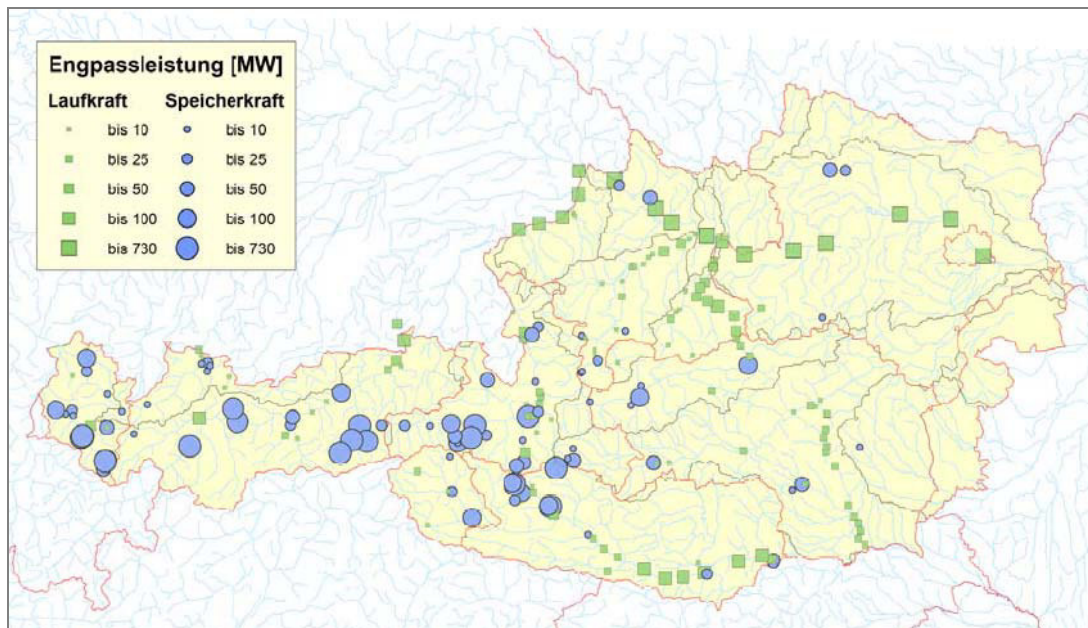 Engpassleistung [MW]
Laufkraft Speicherkraft
bis 10 bis 10
bis 25 bis 25
bis 50 bis 50
bis 100 bis 100
bis 730 bis 730